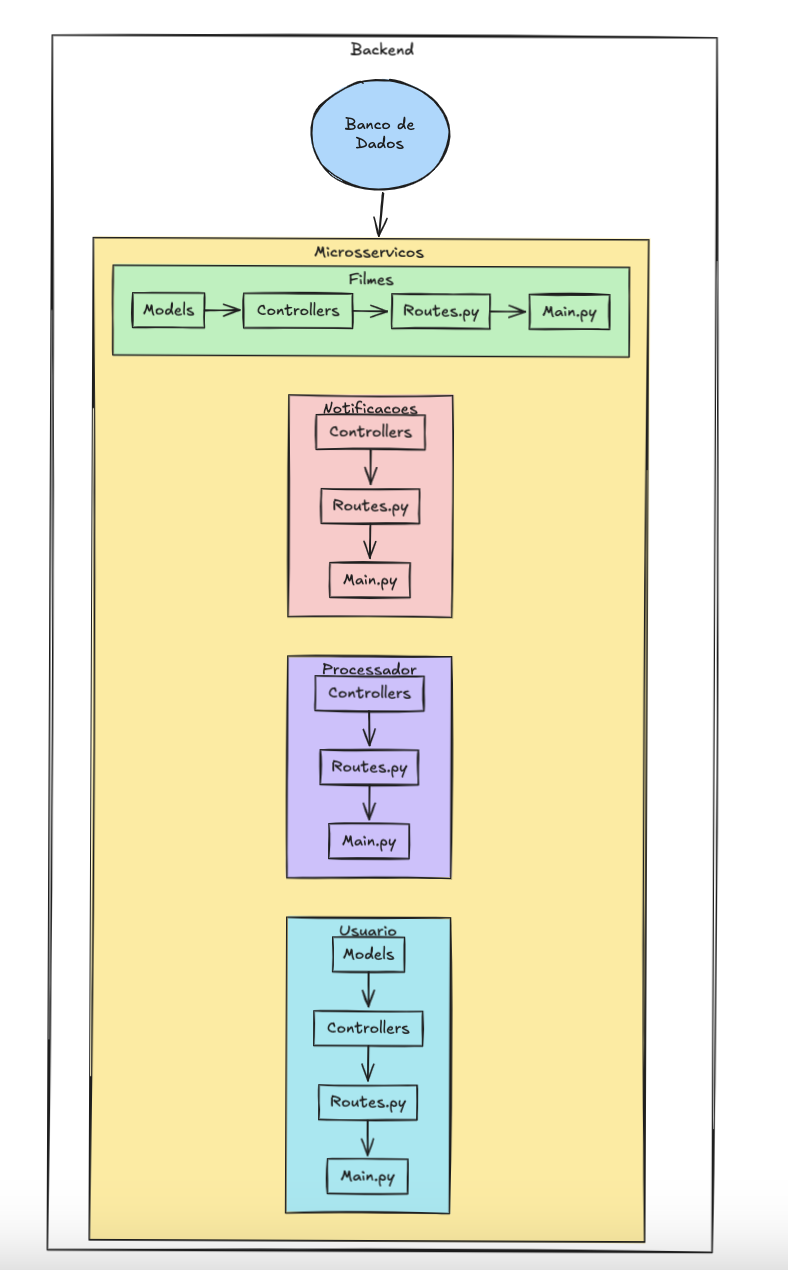 Backend
Banco de
Dados
Microsservicos
Filmes
Models
Controllers
Routes.py
Main.py
Notificacoes
Controllers
Routes.py
Main.py
Processador
Controllers
Routes.py
Main.py
Usuario
Models
Controllers
Routes.py
Main.py